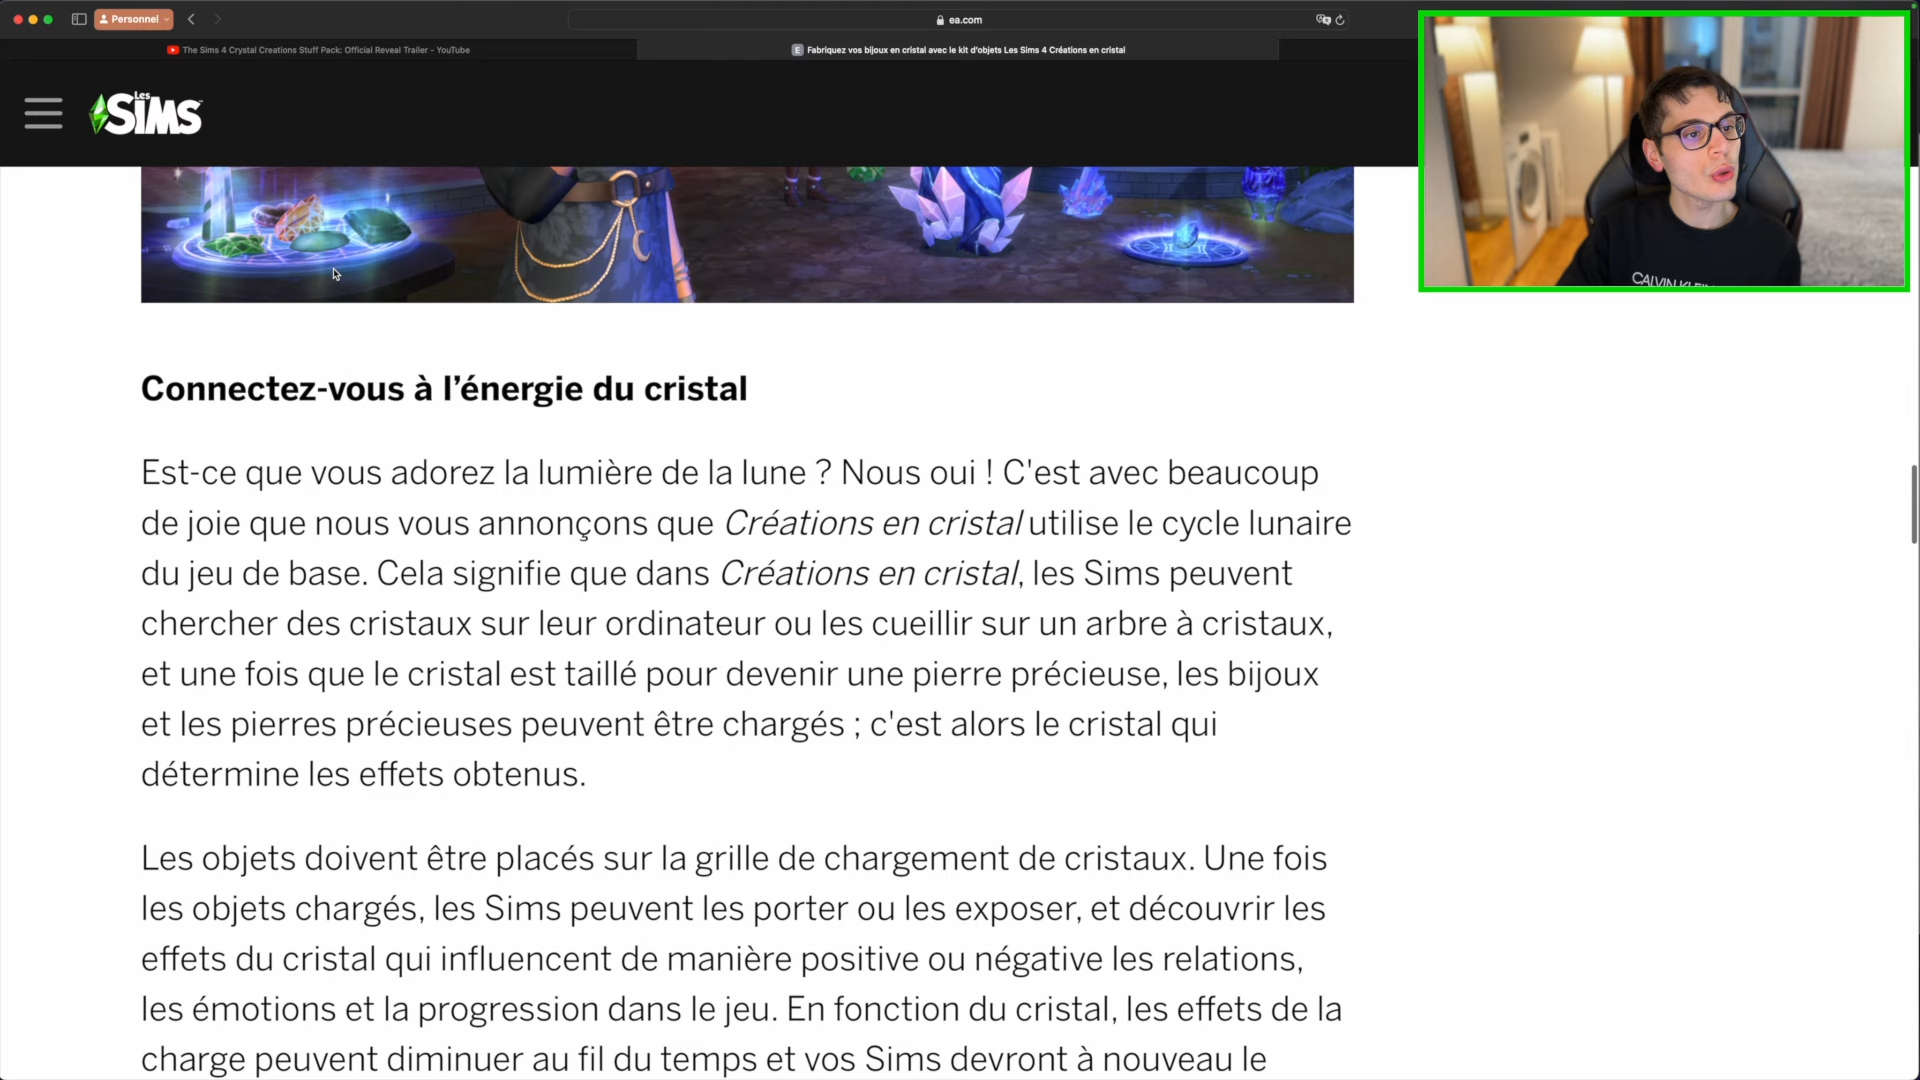 Personnel
ea.com
The Sims 4 Crystal Creations Stuff Pack: Official Reveal Trailer - YouTube
E Fabriquez vos bijoux en cristal avec le kit d'objets Les Sims 4 Créations en cristal
Les
SIMS
CALVIN KLEIN
Connectez-vous à l’énergie du cristal
Est-ce que vous adorez la lumière de la lune ? Nous oui ! C'est avec beaucoup
de joie que nous vous annonçons que Créations en cristal utilise le cycle lunaire
du jeu de base. Cela signifie que dans Créations en cristal, les Sims peuvent
chercher des cristaux sur leur ordinateur ou les cueillir sur un arbre à cristaux,
et une fois que le cristal est taillé pour devenir une pierre précieuse, les bijoux
et les pierres précieuses peuvent être chargés ; c'est alors le cristal qui
détermine les effets obtenus.
Les objets doivent être placés sur la grille de chargement de cristaux. Une fois
les objets chargés, les Sims peuvent les porter ou les exposer, et découvrir les
effets du cristal qui influencent de manière positive ou négative les relations,
les émotions et la progression dans le jeu. En fonction du cristal, les effets de la
charge peuvent diminuer au fil du temps et vos Sims devront à nouveau le